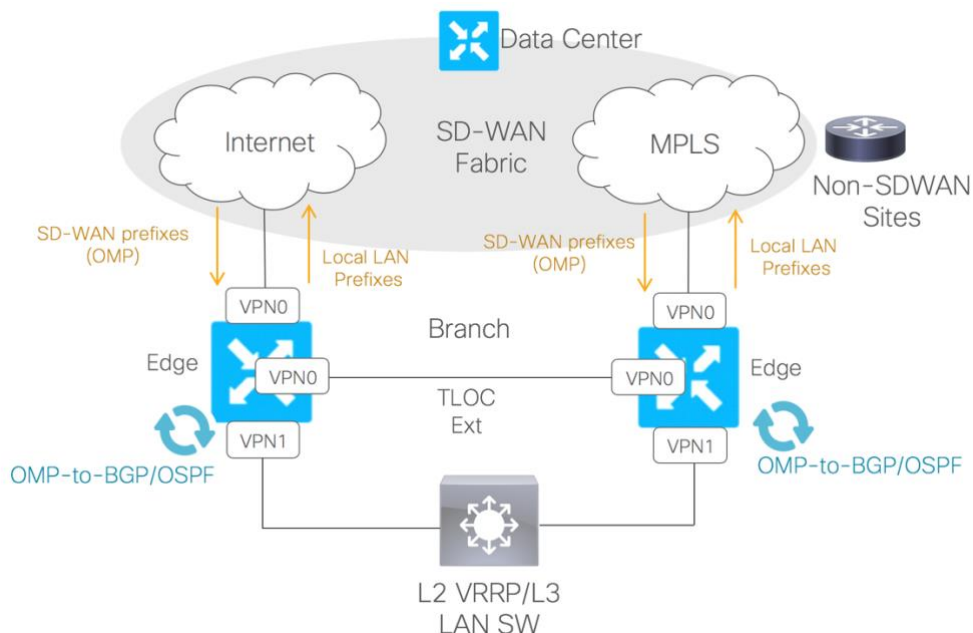 Data Center
Internet
SD-WAN
Fabric
MPLS
Non-SDWAN
Sites
SD-WAN prefixes
(OMP)
Local LAN
Prefixes
SD-WAN prefixes
(OMP)
Local LAN
Prefixes
VPN0
VPN0
Branch
Edge
VPN0
VPN0
Edge
TLOC
Ext
VPN1
VPN1
OMP-to-BGP/OSPF
OMP-to-BGP/OSPF
L2 VRRP/L3
LAN SW